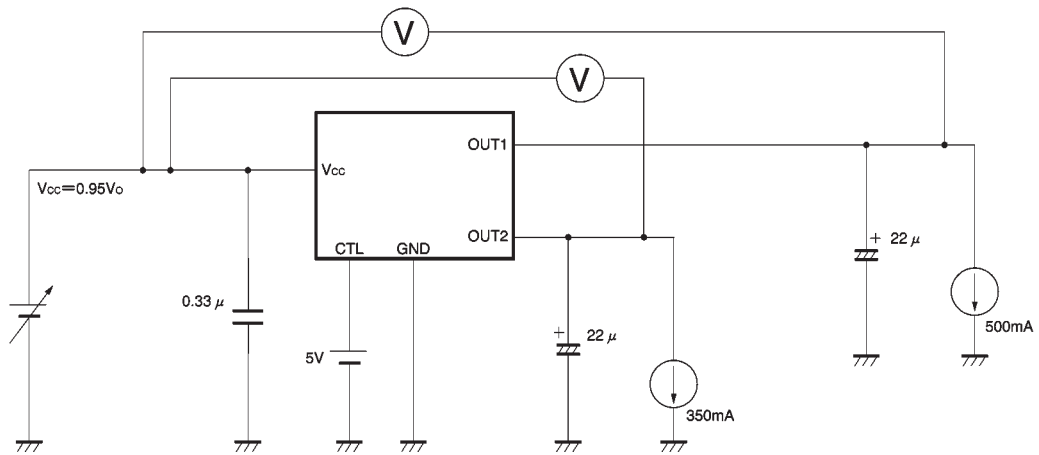 V
V
OUT1
Vcc
Vcc=0.95Vo
OUT2
CTL GND
+ 22 μ
0.33 μ
500mA
+ 22 μ
5V
350mA